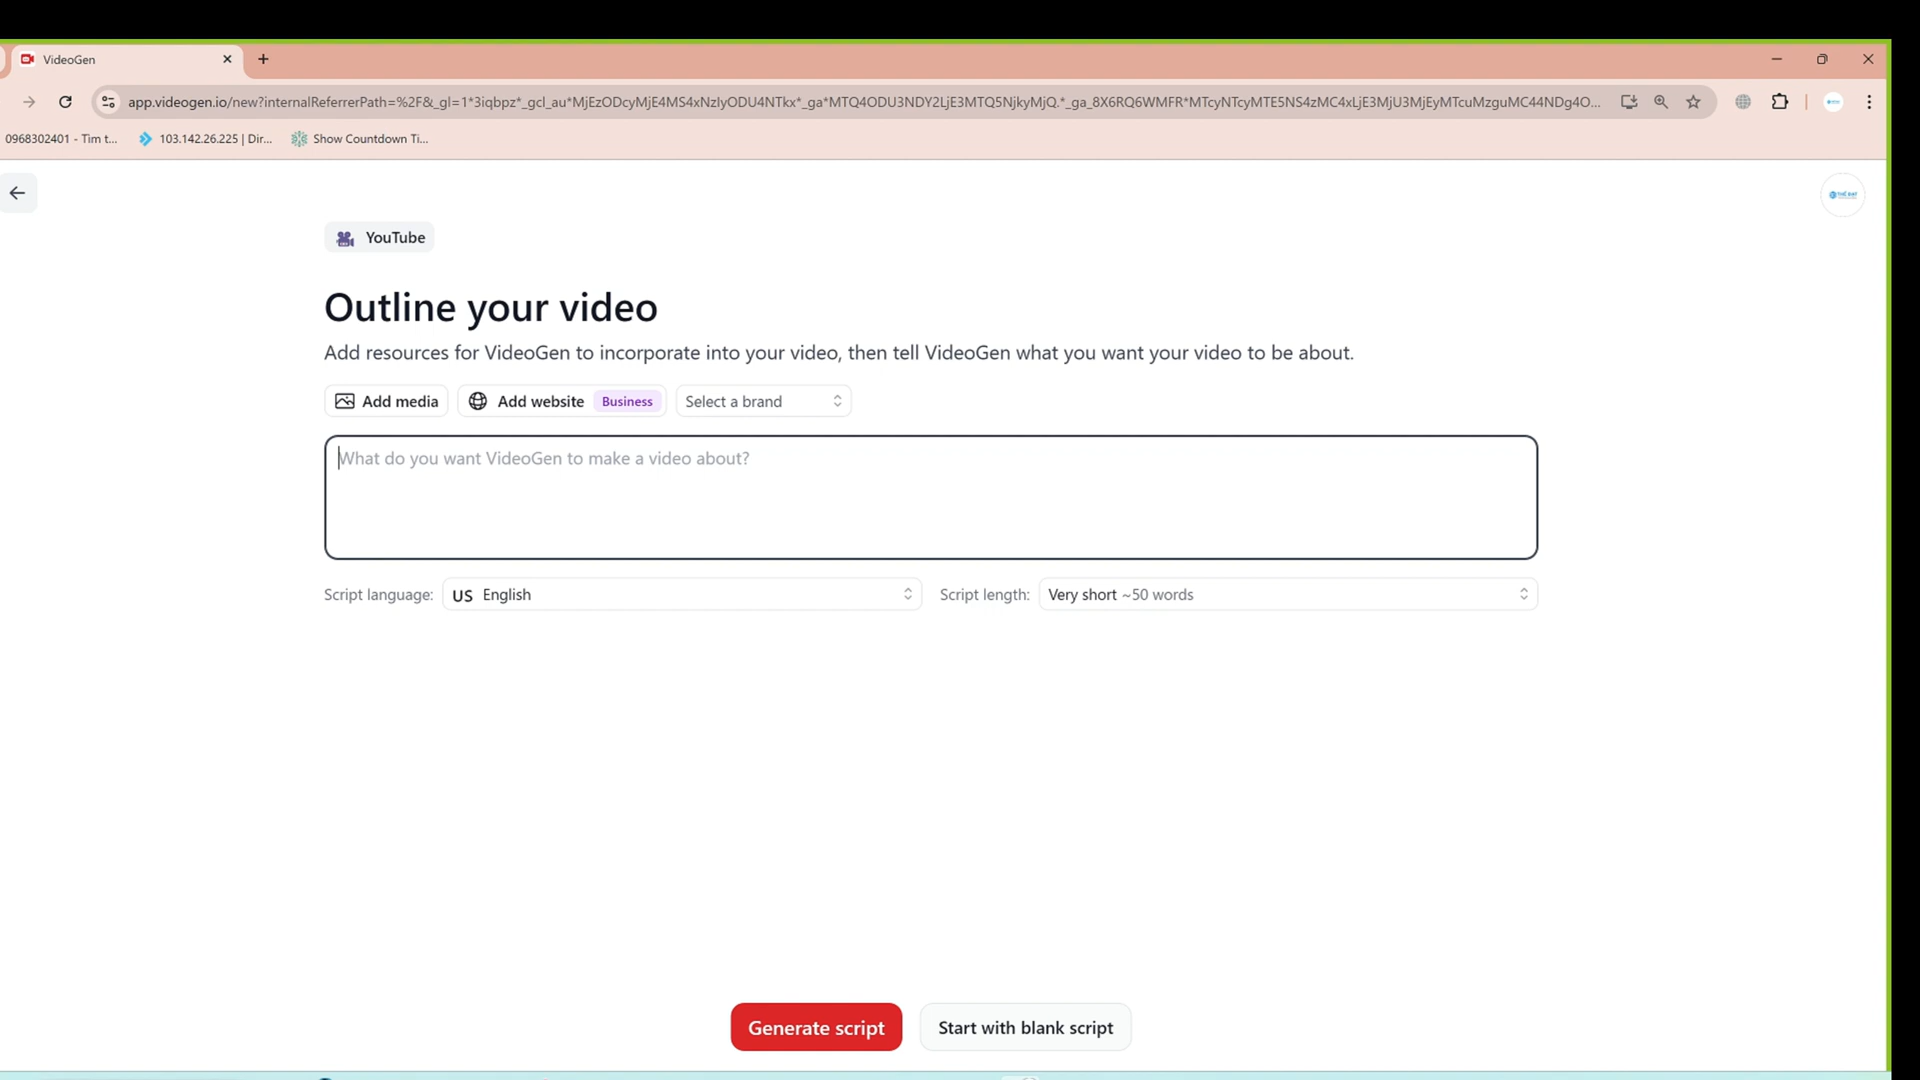 VideoGen
app.videogen.io/new?internalReferrerPath=%2F&_gl=1*3iqbpz*_gcl_au*MjEzODcyMjE4MS4xNzIyODU4NTkx*_ga*MTQ4ODU3NDY2LjE3MTQ5NjkyMjQ.*_ga_8X6RQ6WMFR*MTcyNTcyMTE5NS4zMC4xLjE3MjU3MjEyMTcuMzguMC44NDg4O...
0968302401 - Tìm t...
103.142.26.225 | Dir...
Show Countdown Ti...
YouTube
Outline your video
Add resources for VideoGen to incorporate into your video, then tell VideoGen what you want your video to be about.
Add media
Add website Business
Select a brand
What do you want VideoGen to make a video about?
Script language: US English
Script length: Very short ~50 words
Generate script
Start with blank script